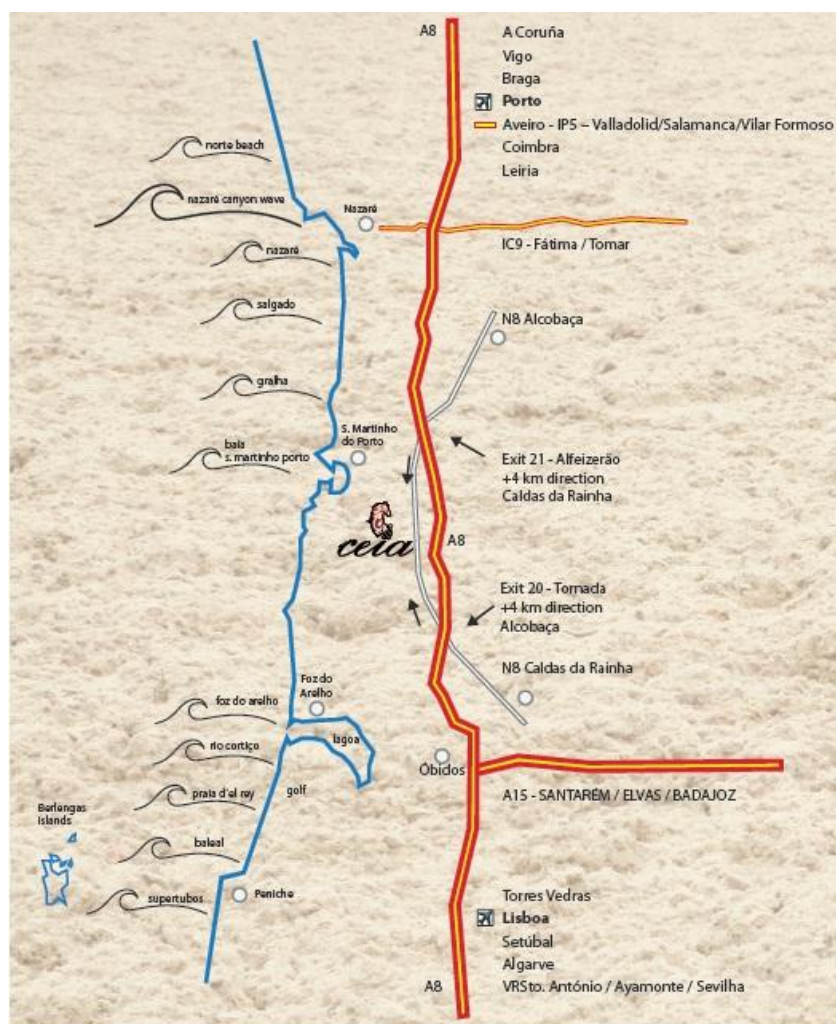 A8
A Coruña
Vigo
Braga
Porto
Aveiro - IP5 – Valladolid/Salamanca/Vilar Formoso
Coimbra
Leiria
norte beach
nazaré canyon wave
Nazaré
nazaré
IC9 - Fátima / Tomar
salgado
N8 Alcobaça
gralha
S. Martinho
do Porto
baía
s. martinho porto
Exit 21 - Alfeizerão
+4 km direction
Caldas da Rainha
ceia
A8
Exit 20 - Tornada
+4 km direction
Alcobaça
N8 Caldas da Rainha
Foz do
Arelho
foz do arelho
lagoa
rio cortiço
Óbidos
golf
praia d'el rey
A15 - SANTARÉM / ELVAS / BADAJOZ
Berlengas
Islands
baleal
supertubos
Peniche
Torres Vedras
Lisboa
Setúbal
Algarve
A8
VRSto. António / Ayamonte / Sevilha